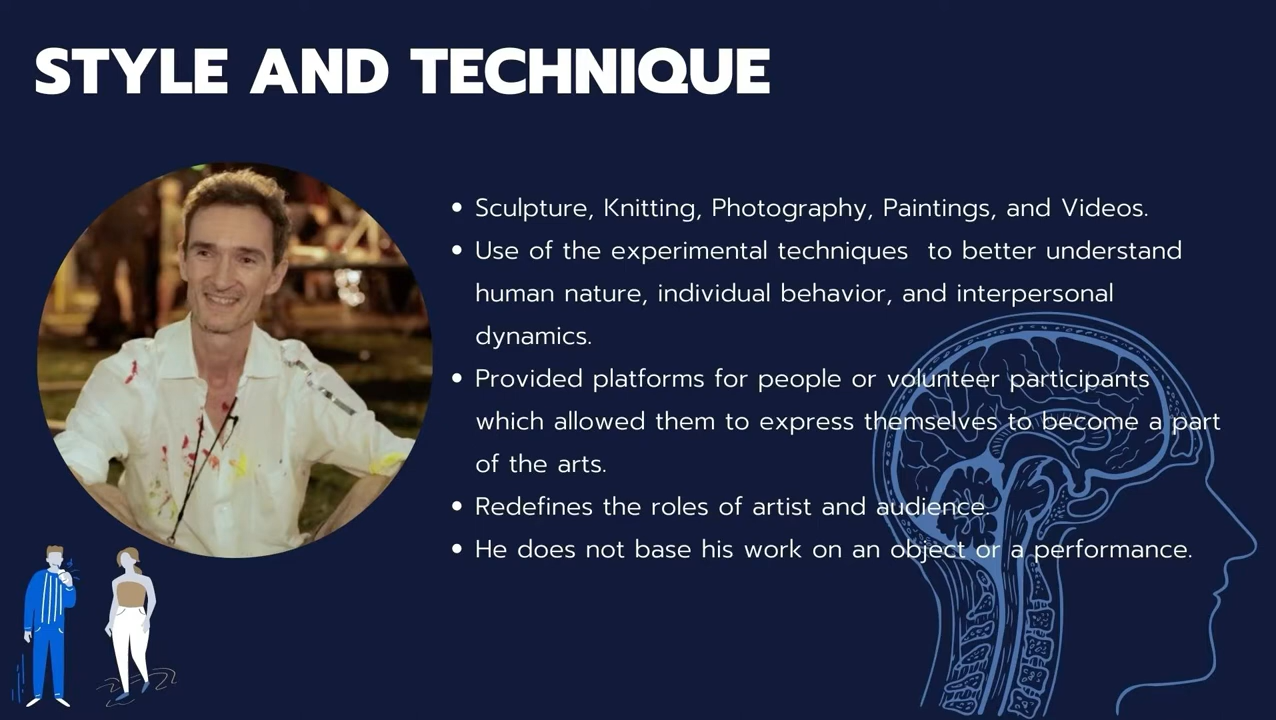 STYLE AND TECHNIQUE
• Sculpture, Knitting, Photography, Paintings, and Videos.
• Use of the experimental techniques  to better understand
human nature, individual behavior, and interpersonal
dynamics.
• Provided platforms for people or volunteer participants
which allowed them to express themselves to become a part
of the arts.
• Redefines the roles of artist and audience.
• He does not base his work on an object or a performance.